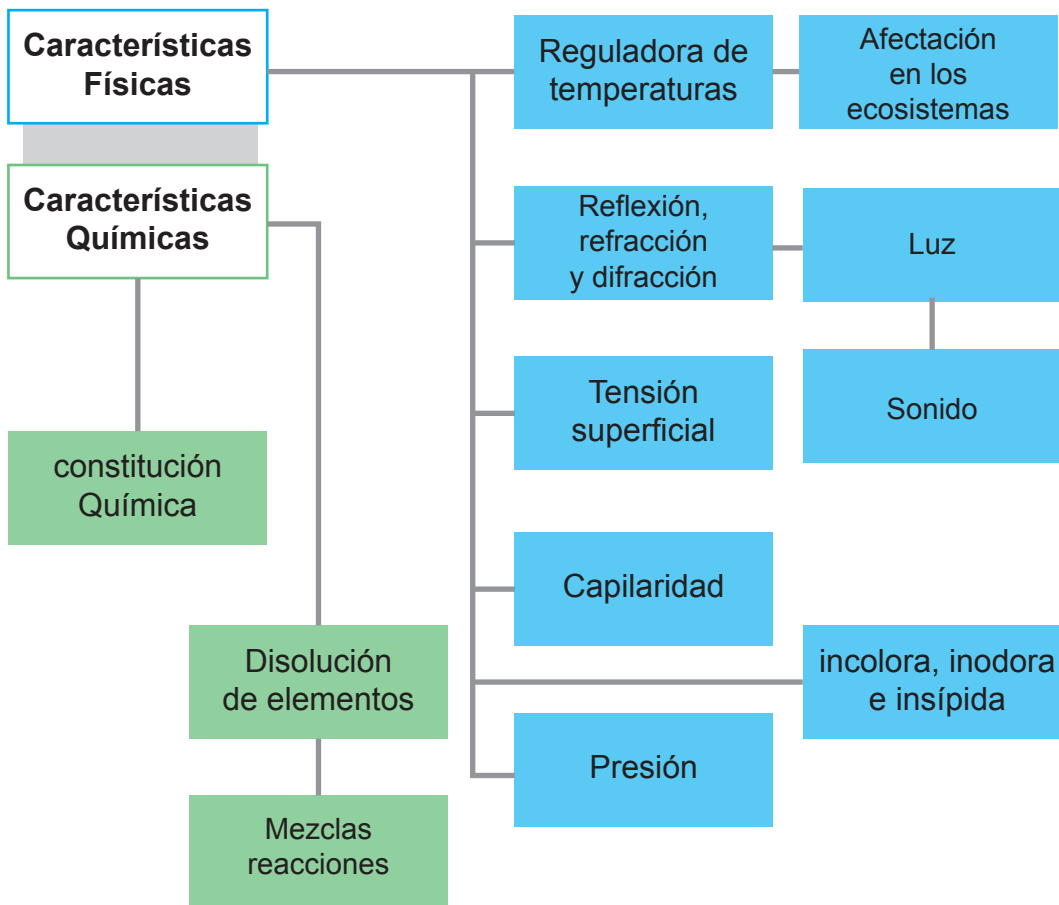 Características
Físicas
Características
Químicas
constitución
Química
Disolución
de elementos
Mezclas
reacciones
Reguladora de
temperaturas
Afectación
en los
ecosistemas
Reflexión,
refracción
y difracción
Luz
Sonido
Tensión
superficial
Capilaridad
incolora, inodora
e insípida
Presión